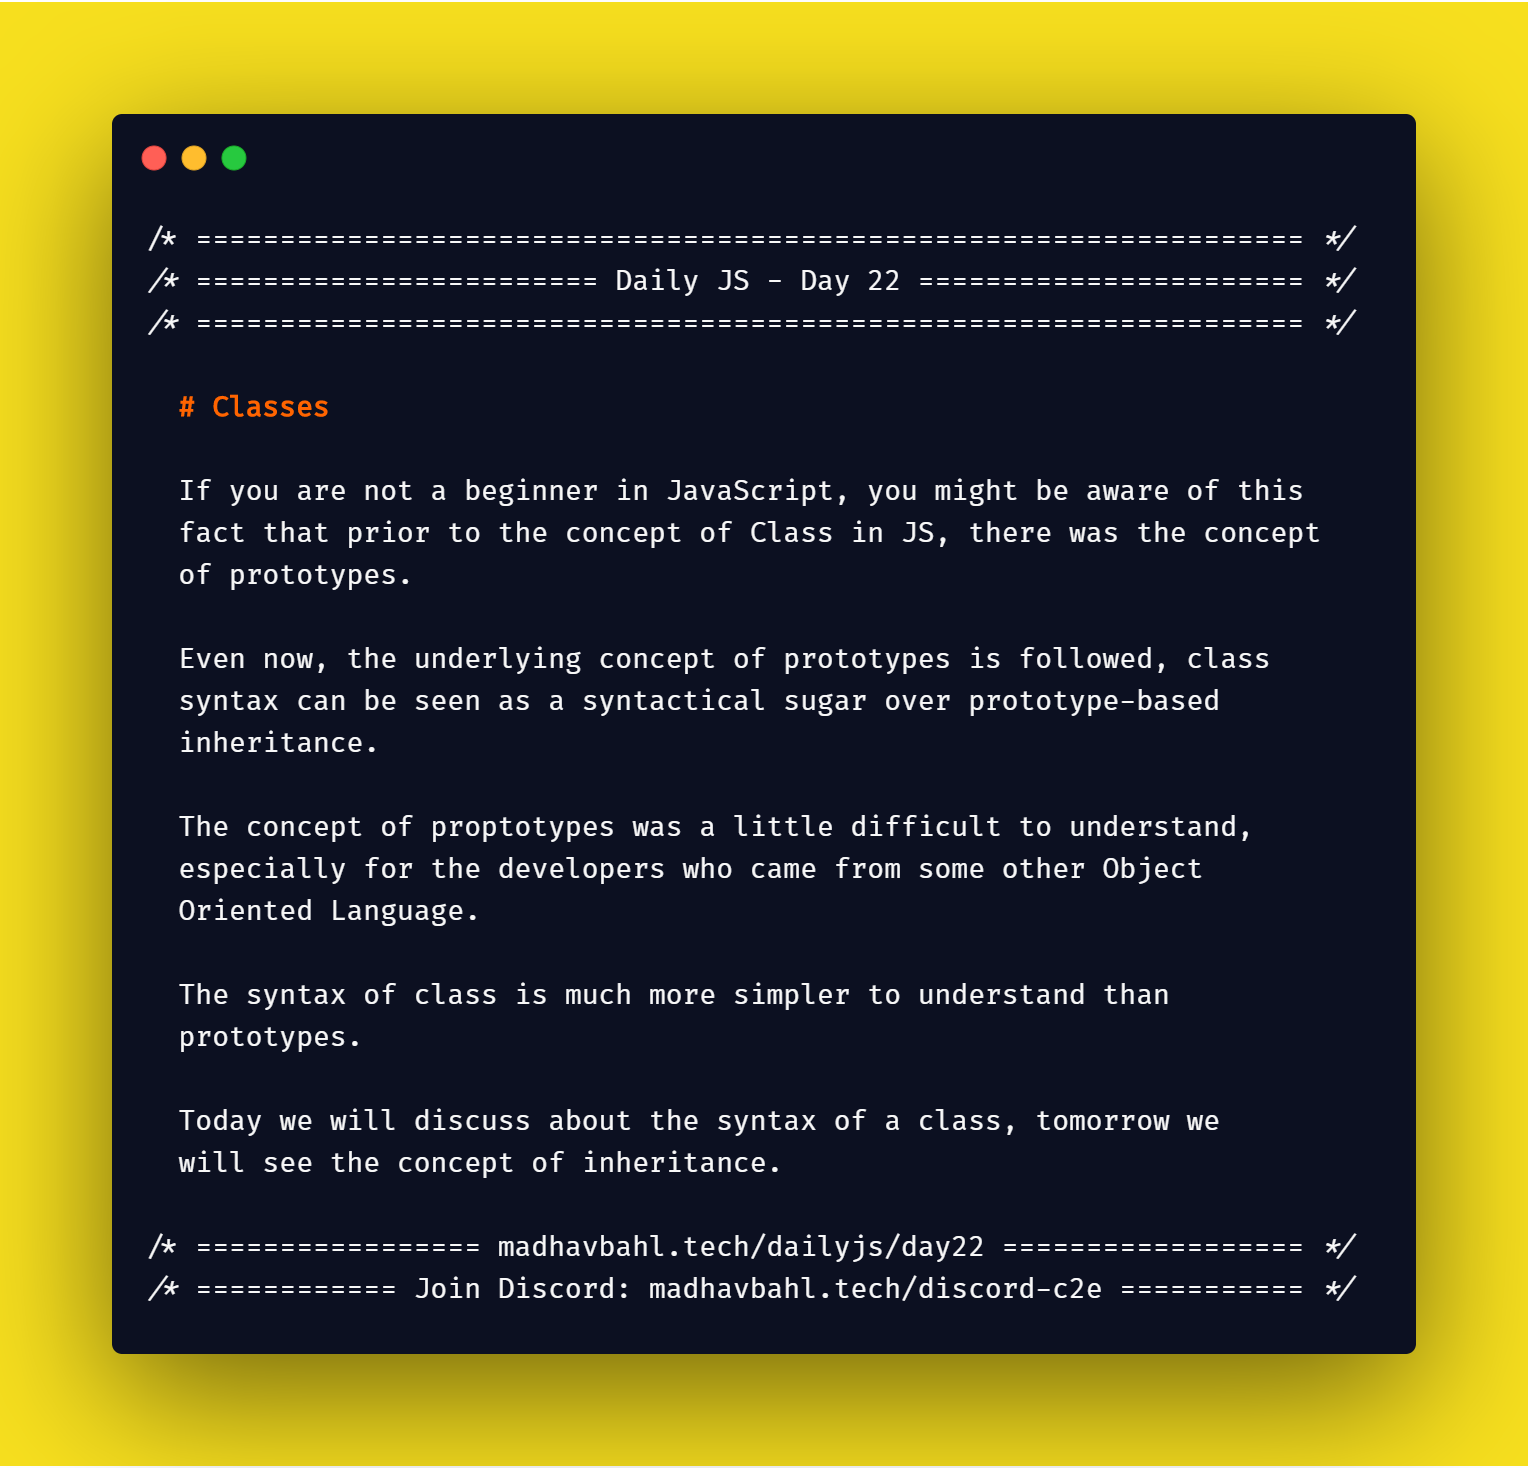 /* ================================================================== */
/* ======================== Daily JS - Day 22 ======================= */
/* ================================================================== */
# Classes
If you are not a beginner in JavaScript, you might be aware of this
fact that prior to the concept of Class in JS, there was the concept
of prototypes.
Even now, the underlying concept of prototypes is followed, class
syntax can be seen as a syntactical sugar over prototype-based
inheritance.
The concept of proptotypes was a little difficult to understand,
especially for the developers who came from some other Object
Oriented Language.
The syntax of class is much more simpler to understand than
prototypes.
Today we will discuss about the syntax of a class, tomorrow we
will see the concept of inheritance.
/* ================= madhavbahl.tech/dailyjs/day22 ================== */
/* ============ Join Discord: madhavbahl.tech/discord-c2e =========== */